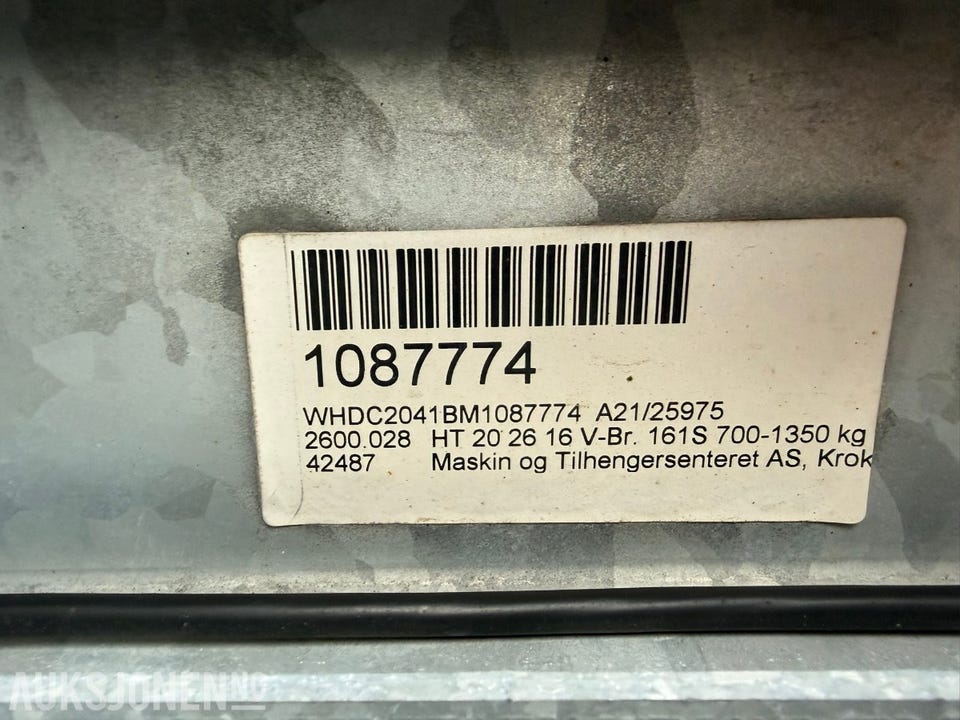 1087774
WHDC2041BM1087774 A21/25975
2600.028 HT 20 26 16 V-Br. 161S 700-1350 kg
42487 Maskin og Tilhengersenteret AS, Krok
AUKSJONEN.NO